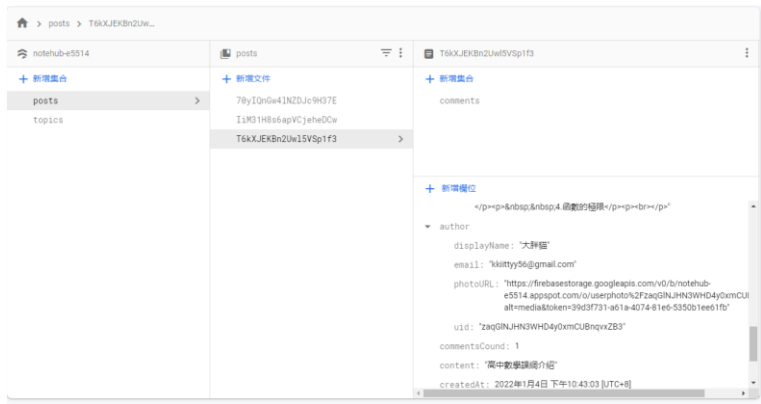 posts > T6kXJEKBn2Uw...
notehub-e5514
新增集合
posts
topics
posts
新增文件
70yIQnGw4lNZDJc9H37E
IiM31H8s6apVCjeheDCw
T6kXJEKBn2Uwl5VSp1f3
T6kXJEKBn2Uwl5VSp1f3
新增集合
comments
新增欄位
</p><p>&nbsp;&nbsp;4.函數的極限</p><p><br></p>"
author
displayName: "大胖貓"
email: "kkiittyy56@gmail.com"
photoURL: "https://firebasestorage.googleapis.com/v0/b/notehub-
e5514.appspot.com/o/userphoto%2FzaqGlNJHN3WHD4y0xmCUI
alt=media&token=39d3f731-a61a-4074-81e6-5350b1ee61fb"
uid: "zaqGlNJHN3WHD4y0xmCUBnqvxZB3"
commentsCound: 1
content: "高中數學課綱介紹"
createdAt: 2022年1月4日 下午10:43:03 [UTC+8]